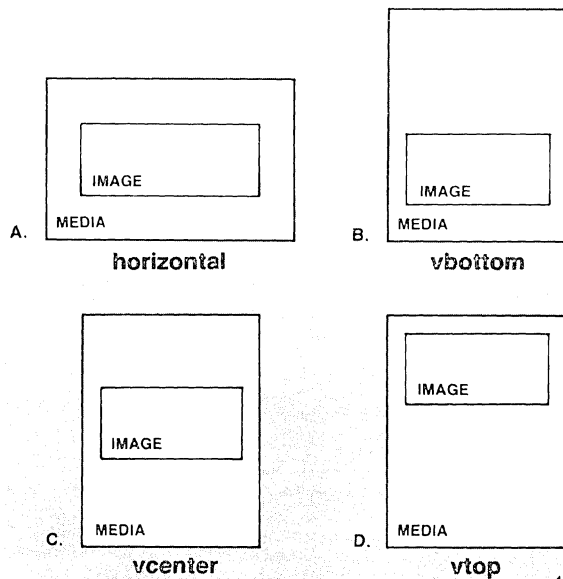 IMAGE
MEDIA
A.
horizontal
IMAGE
MEDIA
B.
vbottom
IMAGE
MEDIA
C.
vcenter
IMAGE
MEDIA
D.
vtop